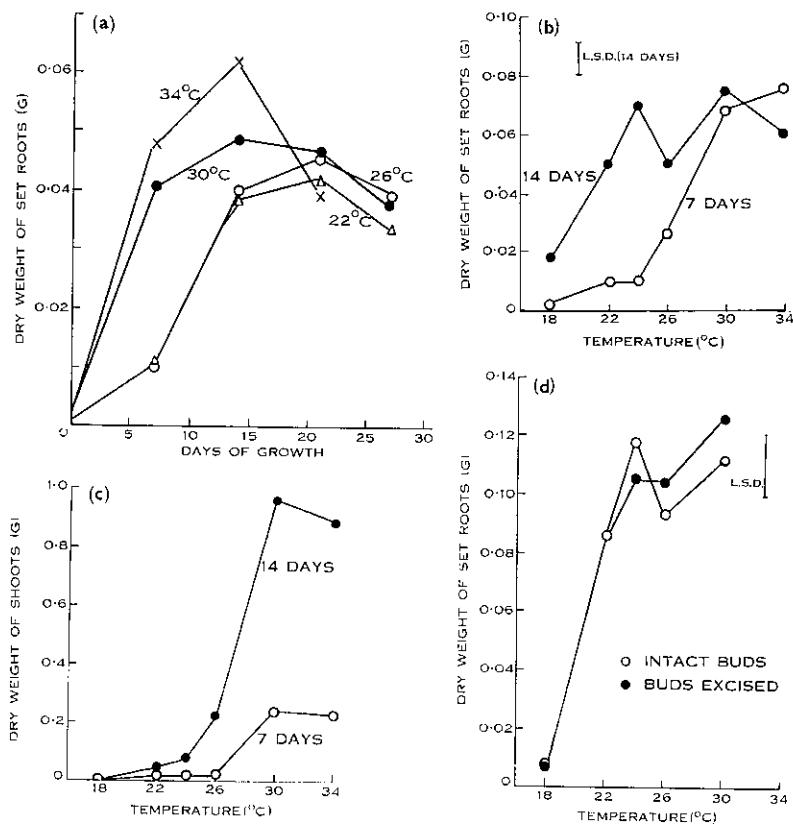 (a)
DRY WEIGHT OF SET ROOTS (G)
0·06
0·04
0·02
0
5
10
15
20
25
30
DAYS OF GROWTH
34°C
30°C
26°C
22°C
(b)
DRY WEIGHT OF SET ROOTS (G)
0·10
0·08
0·06
0·04
0·02
0
18
22
26
30
34
TEMPERATURE (°C)
L.S.D. (14 DAYS)
14 DAYS
7 DAYS
(c)
DRY WEIGHT OF SHOOTS (G)
1·0
0·8
0·6
0·4
0·2
0
18
22
26
30
34
TEMPERATURE (°C)
14 DAYS
7 DAYS
(d)
DRY WEIGHT OF SET ROOTS (G)
0·14
0·12
0·10
0·08
0·06
0·04
0·02
0
18
22
26
30
34
TEMPERATURE (°C)
L.S.D.
INTACT BUDS
BUDS EXCISED